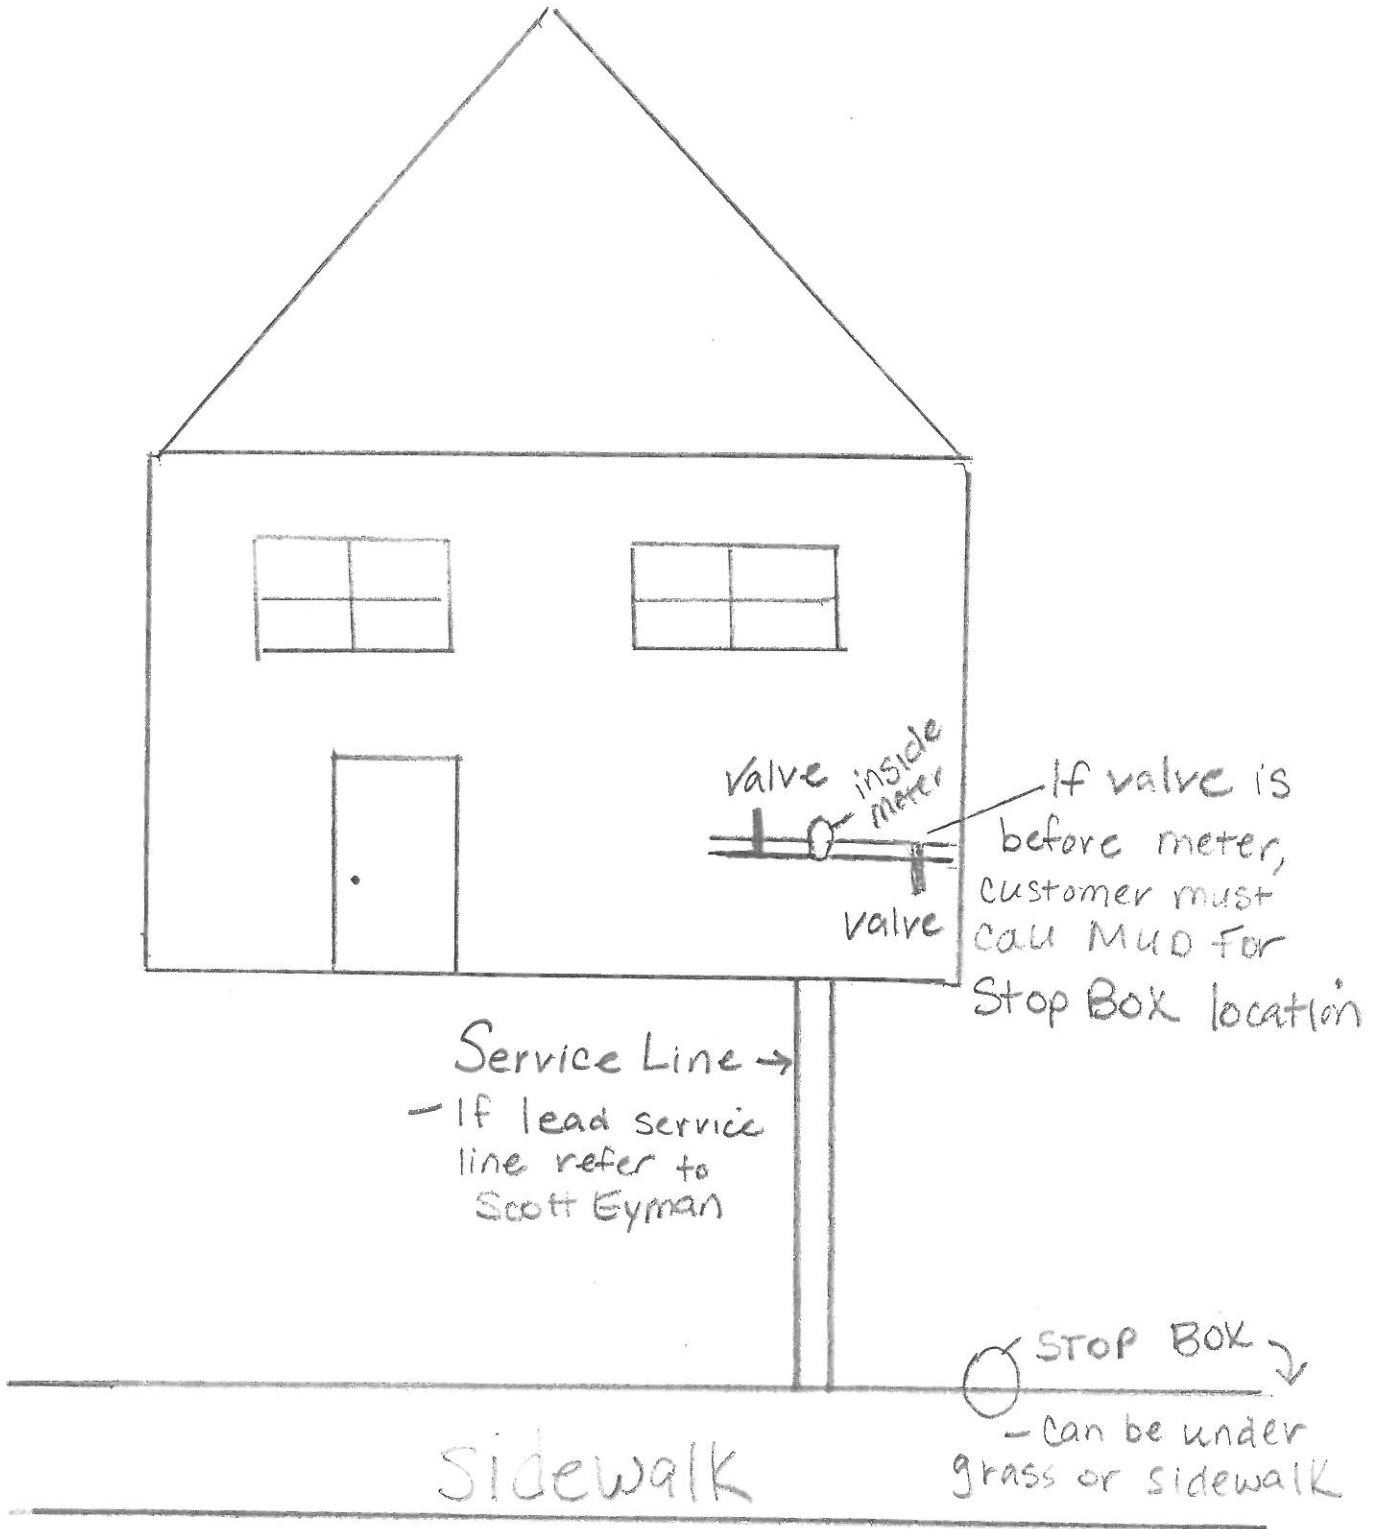 valve
inside
meter
If valve is
before meter,
customer must
call MUD For
Stop Box location
valve
Service Line →
- If lead service
line refer to
Scott Eyman
STOP BOX
- can be under
grass or sidewalk
Sidewalk